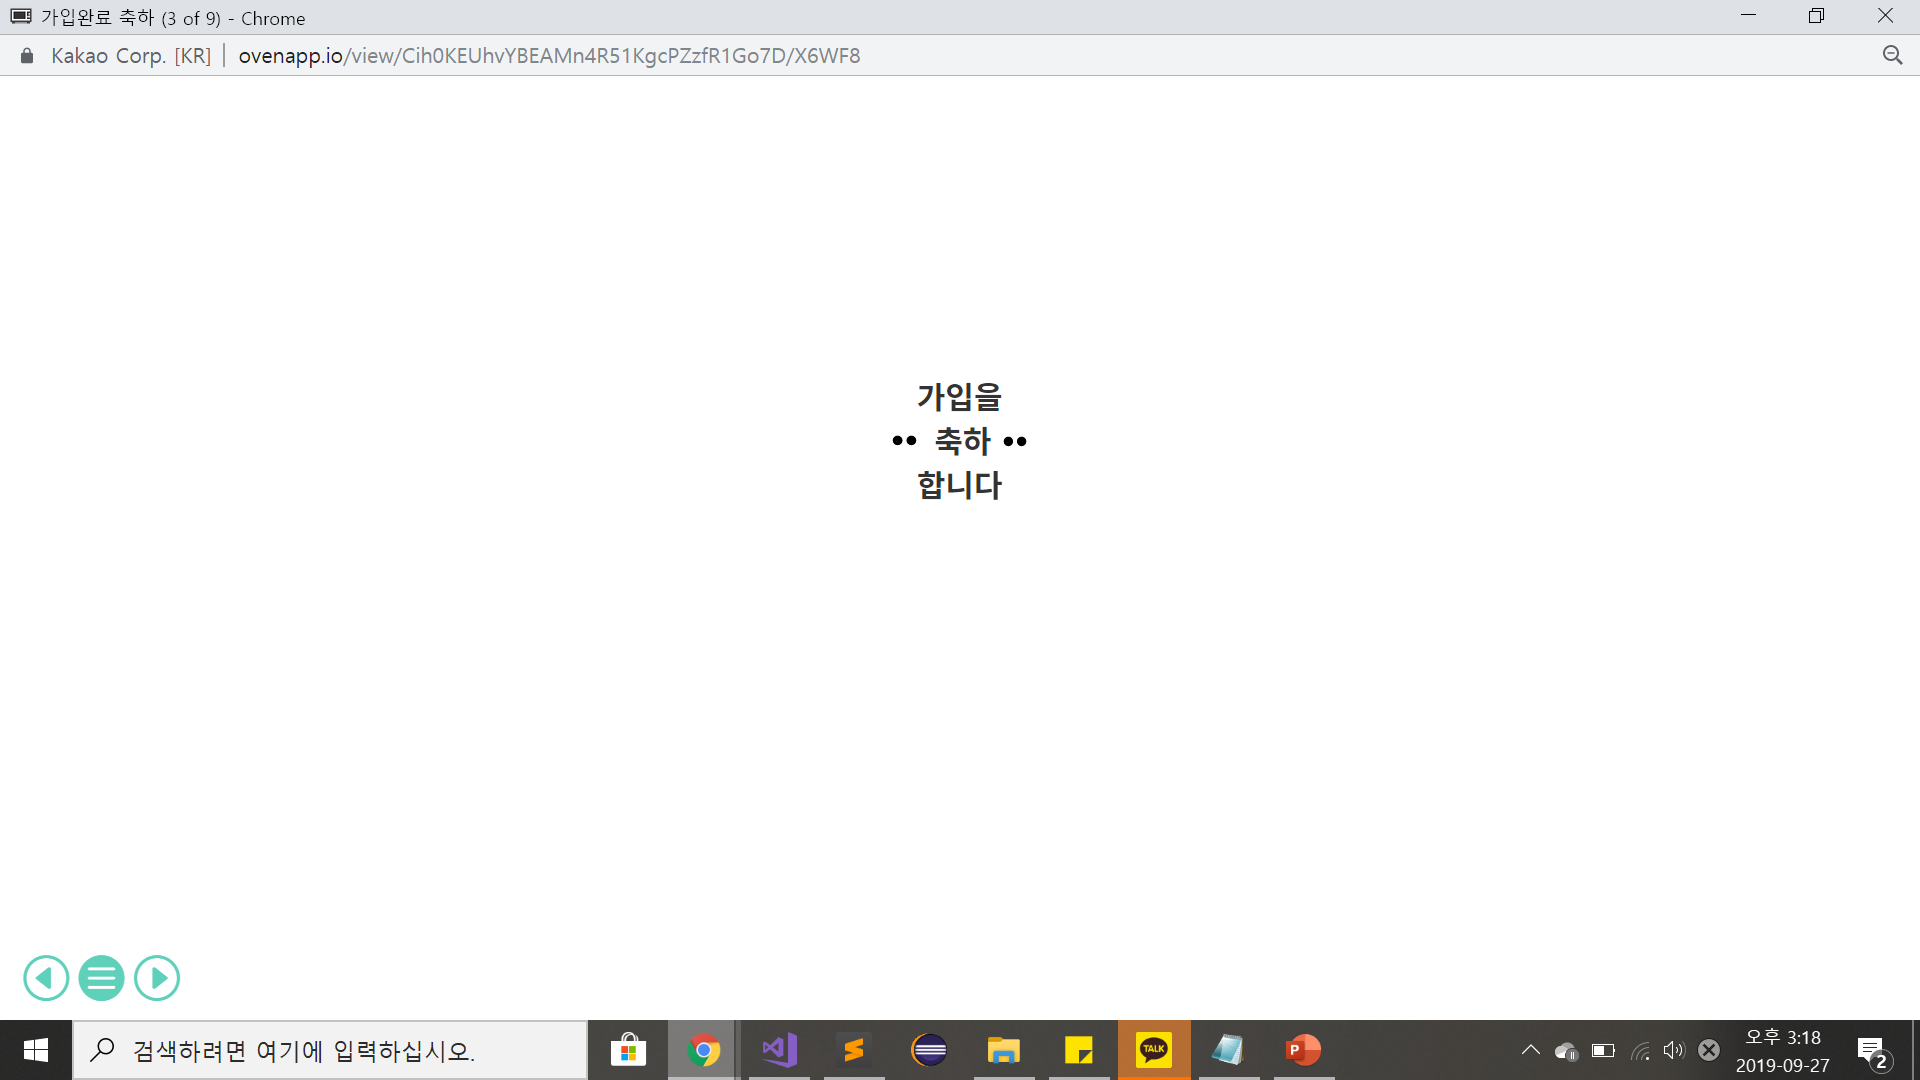 가입완료 축하 (3 of 9) - Chrome
Kakao Corp. [KR] | ovenapp.io/view/Cih0KEUhvYBEAMn4R51KgcPZzfR1Go7D/X6WF8
가입을
•• 축하 ••
합니다
검색하려면 여기에 입력하십시오.
TALK
P
오후 3:18
2019-09-27
2